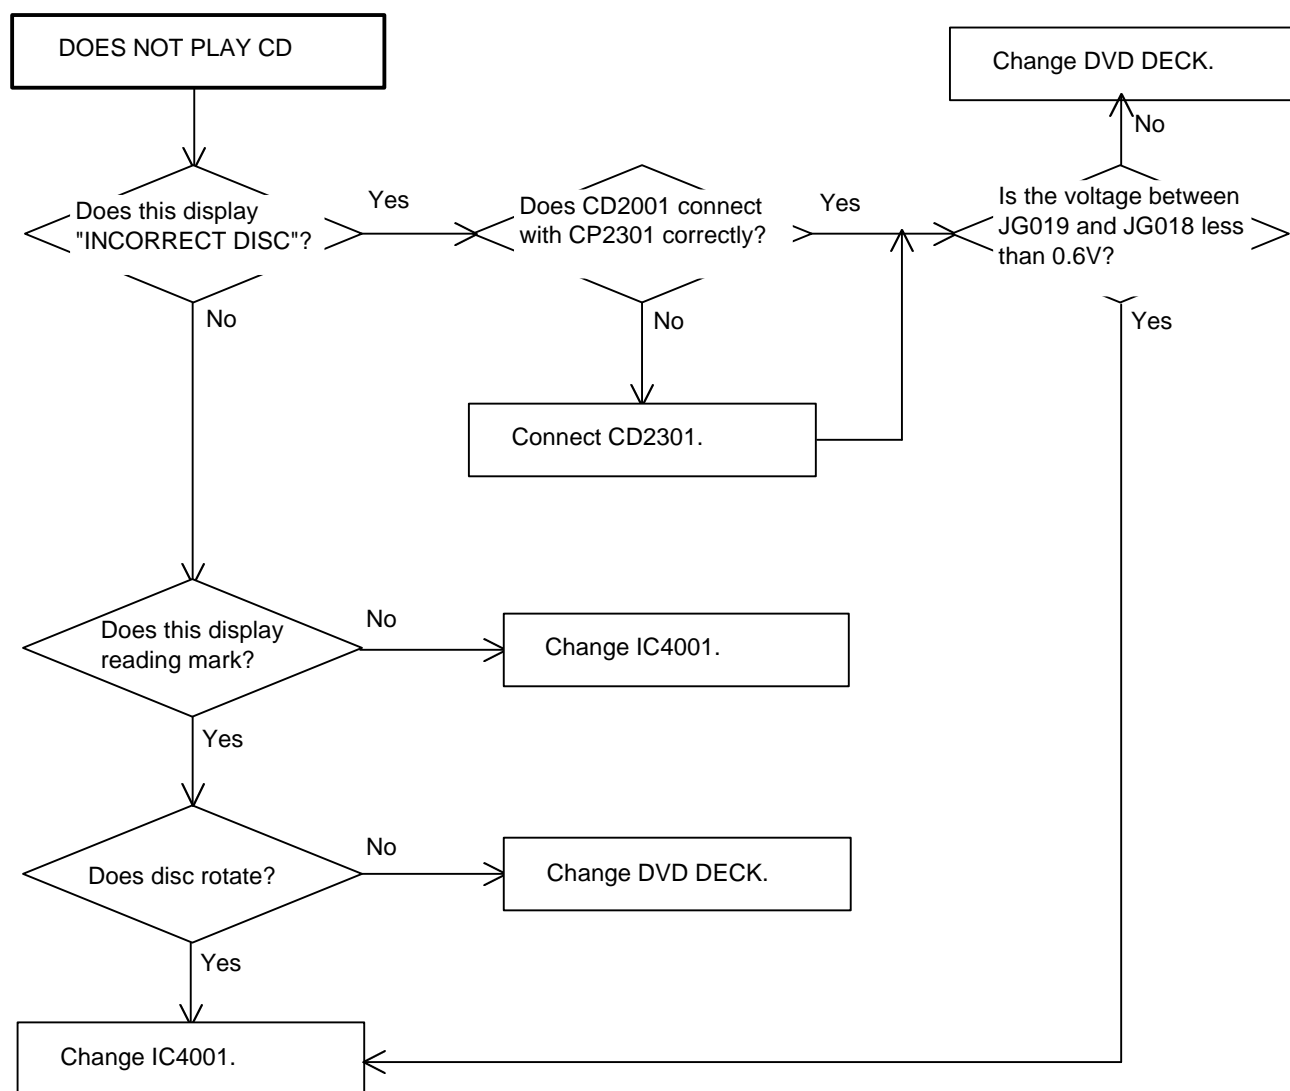 DOES NOT PLAY CD
Change DVD DECK.
No
Does this display
"INCORRECT DISC"?
Yes
Does CD2001 connect
with CP2301 correctly?
Yes
Is the voltage between
JG019 and JG018 less
than 0.6V?
No
No
Yes
Connect CD2301.
Does this display
reading mark?
No
Change IC4001.
Yes
Does disc rotate?
No
Change DVD DECK.
Yes
Change IC4001.